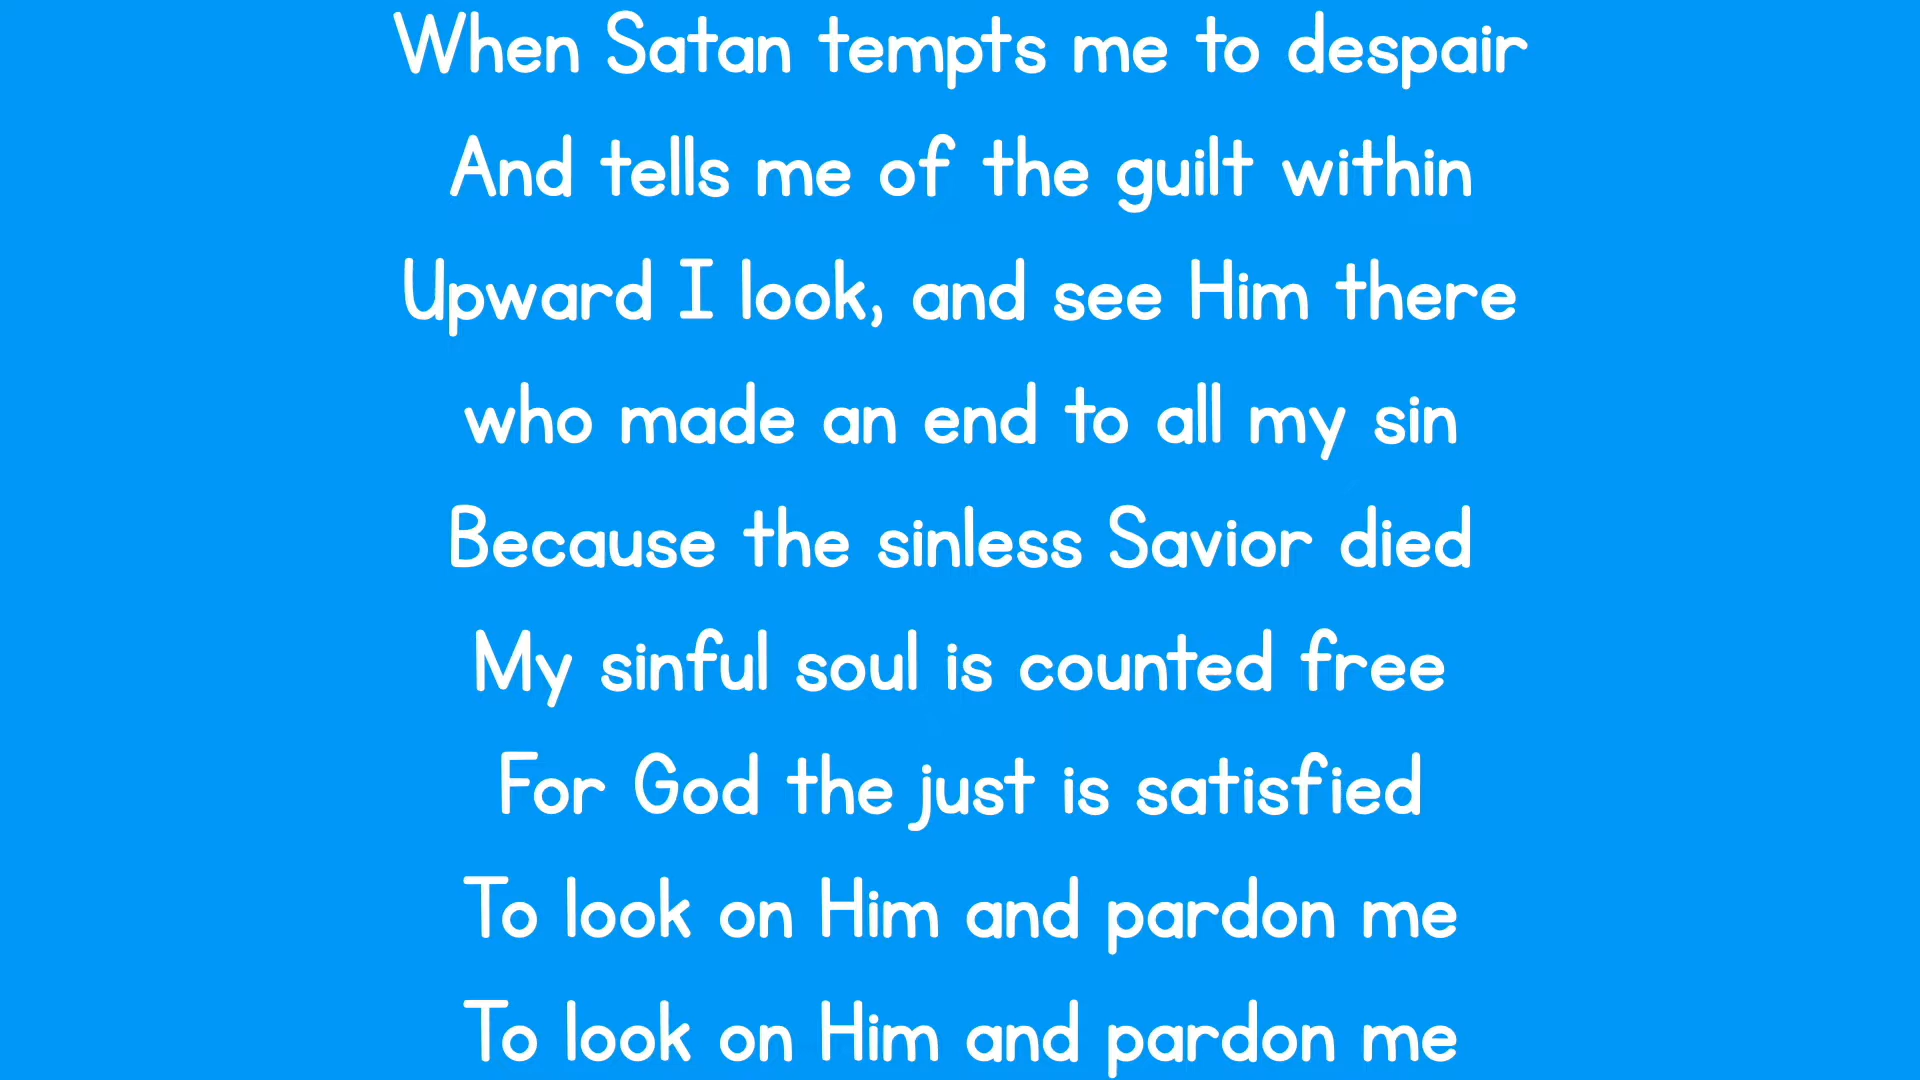 When Satan tempts me to despair
And tells me of the guilt within
Upward I look, and see Him there
who made an end to all my sin
Because the sinless Savior died
My sinful soul is counted free
For God the just is satisfied
To look on Him and pardon me
To look on Him and pardon me